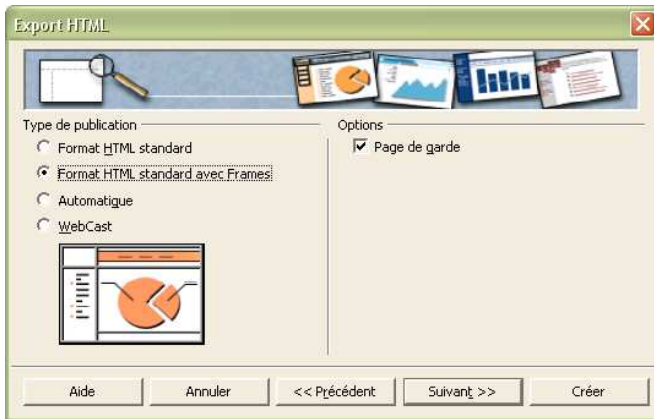 Export HTML
Type de publication
Format HTML standard
Format HTML standard avec Frames
Automatique
WebCast
Options
Page de garde
Aide
Annuler
<< Précédent
Suivant >>
Créer